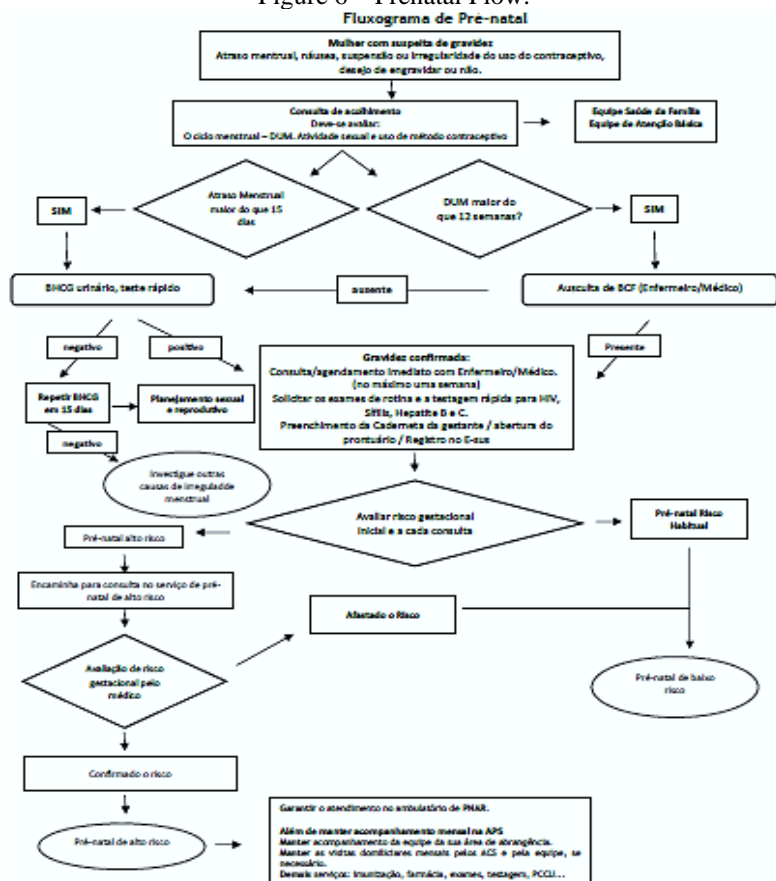 Figure 6 – Prenatal Flow.
Fluxograma de Pré-natal
Mulher com suspeita de gravidez
Atraso mentrual, náusea, suspensão ou irregularidade do uso do contraceptivo,
desejo de engravidar ou não.
Consulta de acolhimento
Deve-se avaliar:
O ciclo menstrual – DUM. Atividade sexual e uso de método contraceptivo
Equipe Saúde da Família
Equipe de Atenção Básica
Atraso Menstrual
maior do que 15
dias
DUM maior do
que 12 semanas?
SIM
SIM
BHCG urinário, teste rápido
ausente
Ausculta de BCF (Enfermeiro/Médico)
negativo
positivo
Presente
Gravidez confirmada:
Consulta/agendamento imediato com Enfermeiro/Médico.
(no máximo uma semana)
Solicitar os exames de rotina e a testagem rápida para HIV,
Sífilis, Hepatite B e C.
Preenchimento da Caderneta da gestante / abertura do
prontuário / Registro no E-sus
Repetir BHCG
em 15 dias
Planejamento sexual
e reprodutivo
negativo
Investigue outras
causas de irregularidde
menstrual
Avaliar risco gestacional
inicial e a cada consulta
Pré-natal Risco
Habitual
Pré-natal alto risco
Encaminha para consulta no serviço de pré-
natal de alto risco
Afastado o Risco
Avaliação de risco
gestacional pelo
médico
Pré-natal de baixo
risco
Confirmado o risco
Pré-natal de alto risco
Garantir o atendimento no ambulatório de PNAR.
Além de manter acompanhamento mensal na APS
Manter acompanhamento da equipe da sua área de abrangência.
Manter as visitas domiciliares mensais pelos ACS e pela equipe, se
necessário.
Demais serviços: imunização, farmácia, exames, testagem, PCCU...